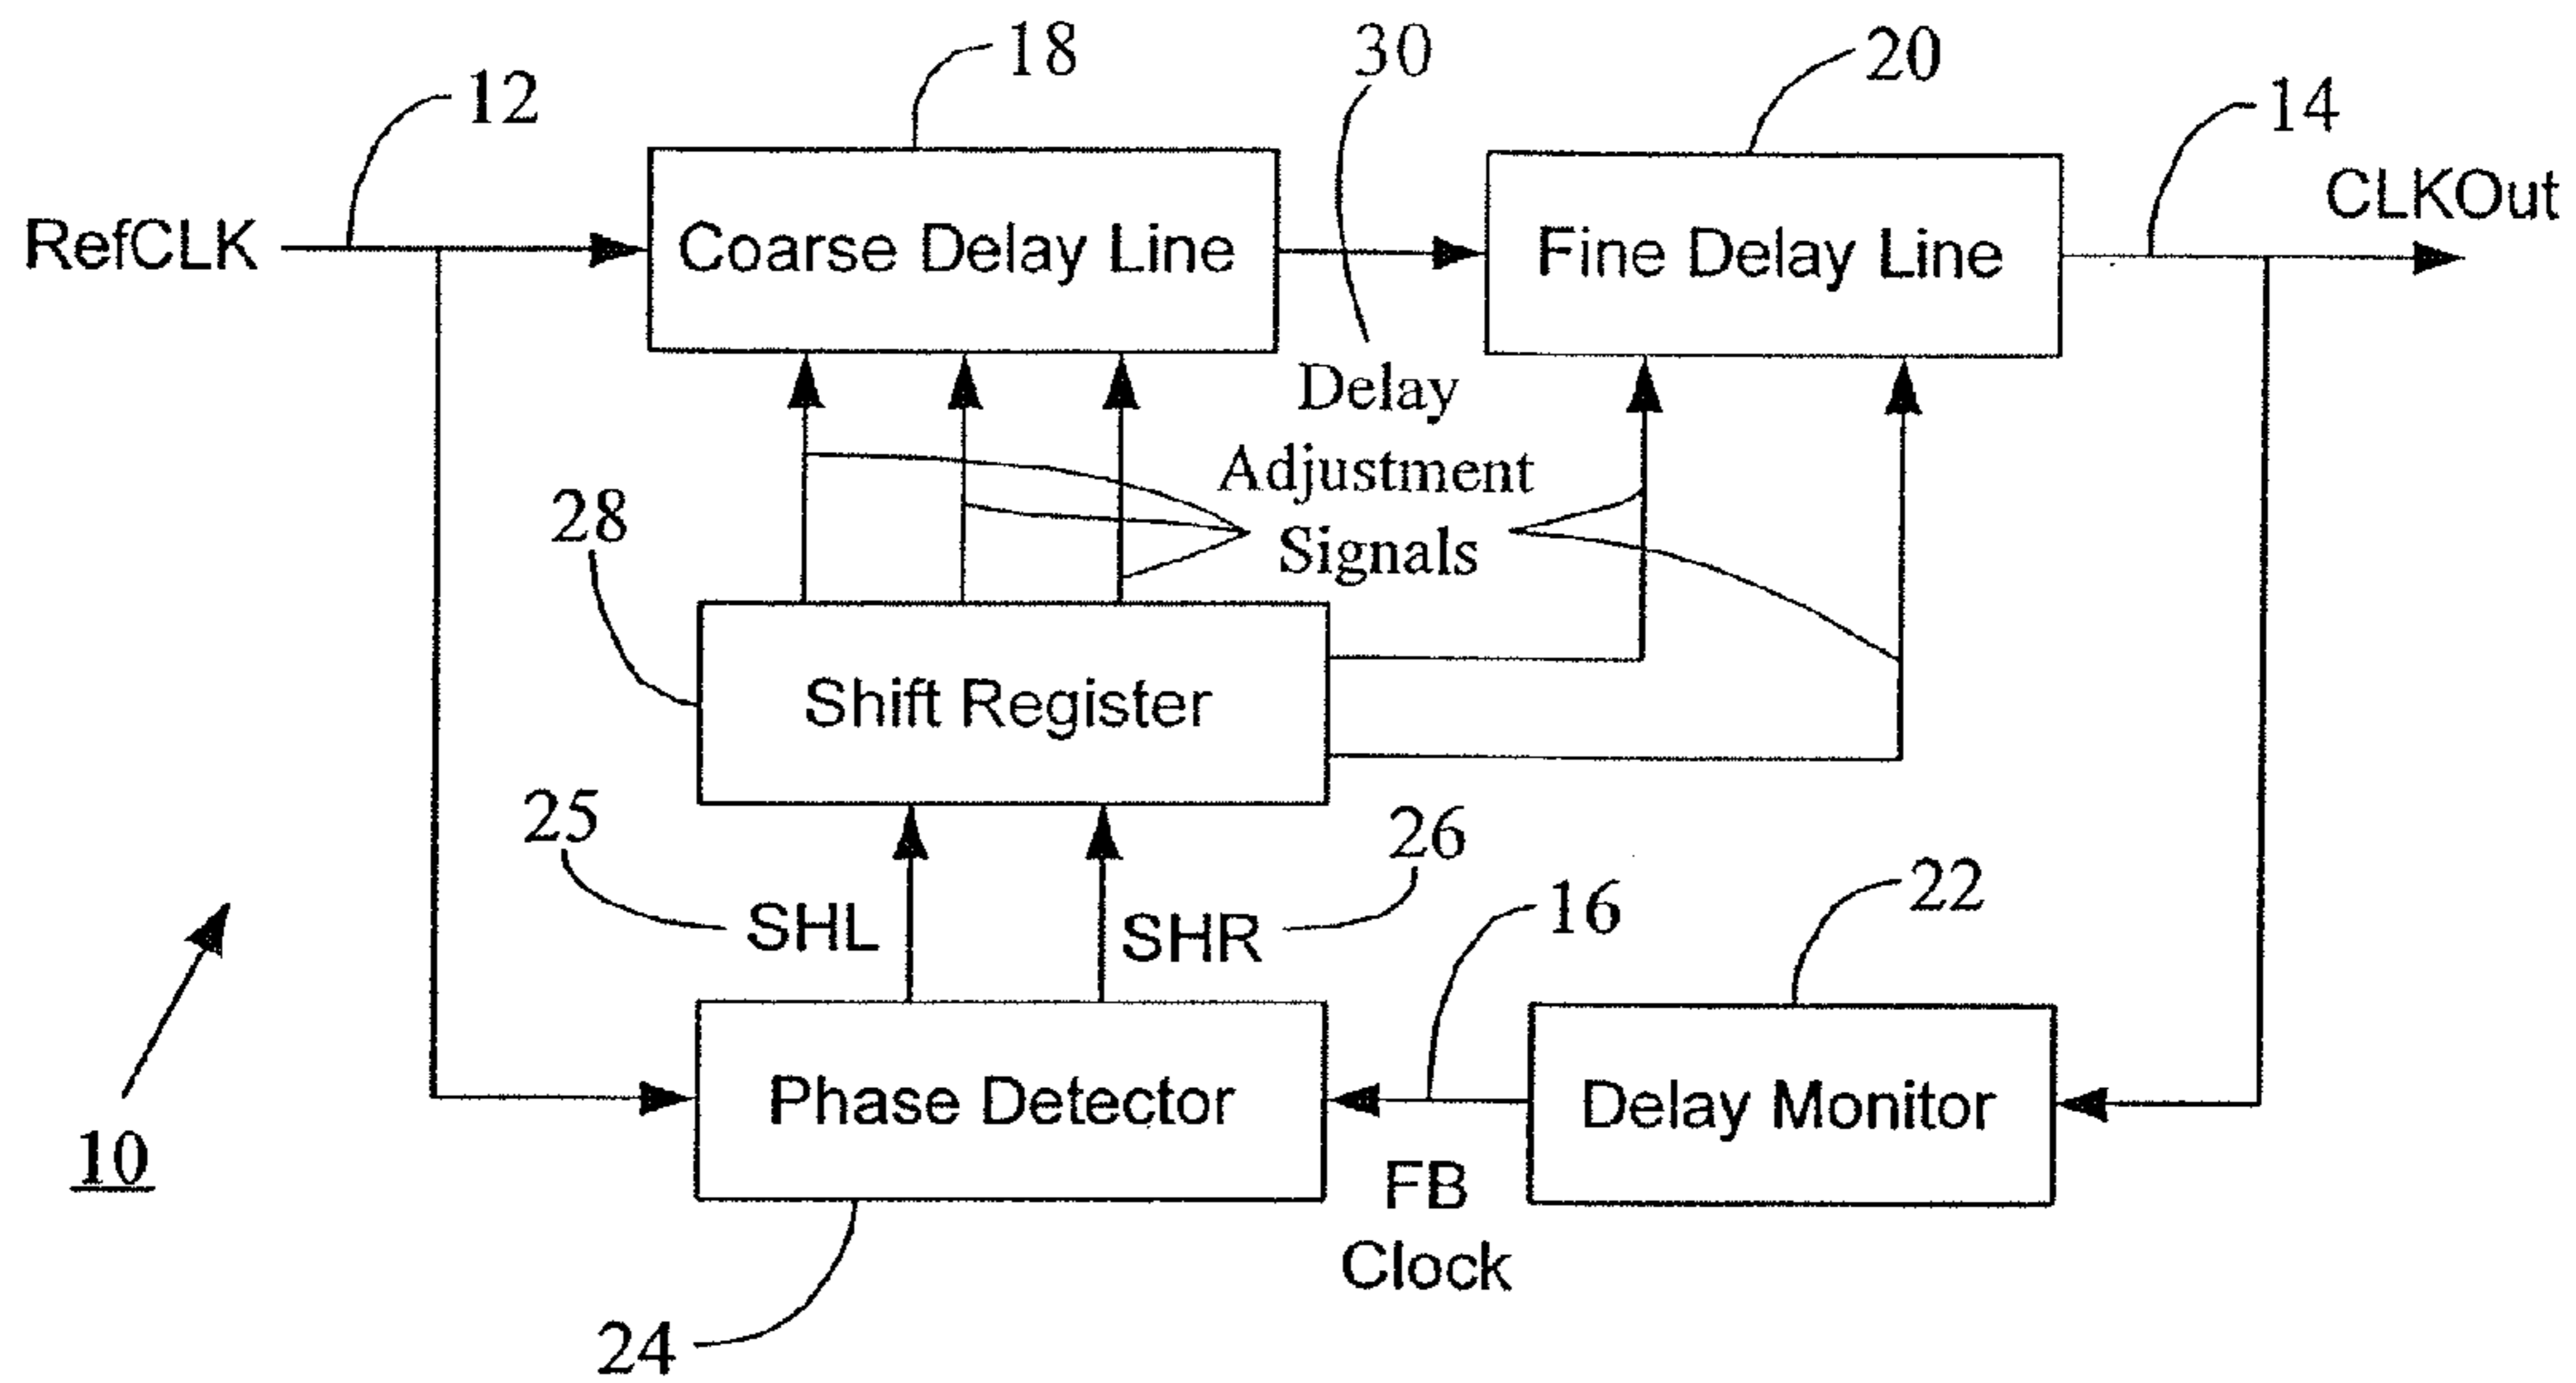 18
30
20
12
14
CLKOut
RefCLK
Coarse Delay Line
Fine Delay Line
Delay
Adjustment
Signals
28
Shift Register
25
26
SHL
SHR
16
22
Phase Detector
Delay Monitor
10
FB
Clock
24